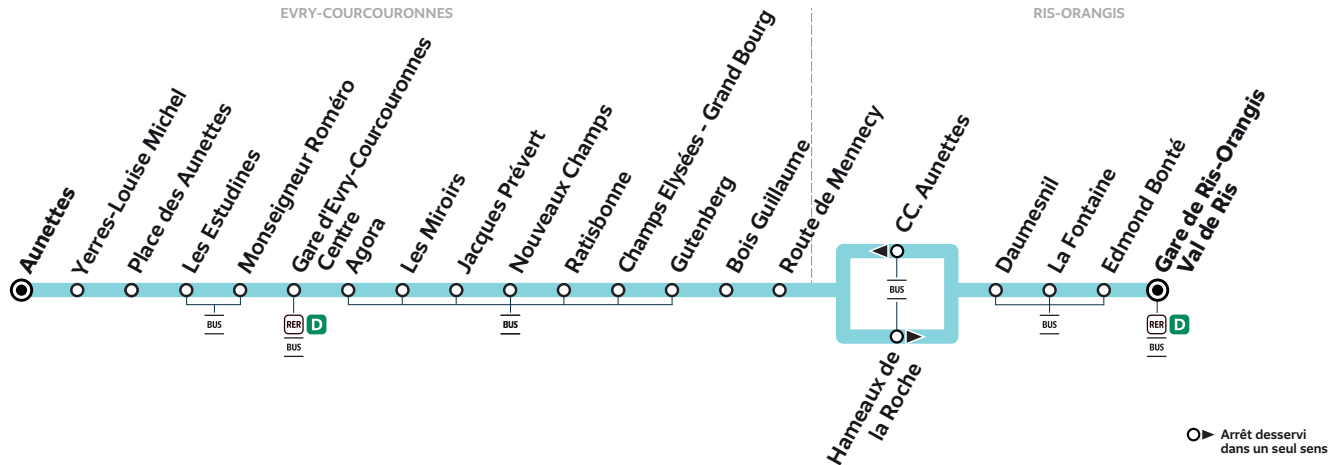 EVRY-COURCOURONNES
RIS-ORANGIS
Aunettes
Yerres-Louise Michel
Place des Aunettes
Les Estudines
Monseigneur Roméro
Gare d'Evry-Courcouronnes
Centre
Agora
Les Miroirs
Jacques Prévert
Nouveaux Champs
Ratisbonne
Champs Elysées - Grand Bourg
Gutenberg
Bois Guillaume
Route de Mennecy
CC. Aunettes
Hameaux de
la Roche
Daumesnil
La Fontaine
Edmond Bonté
Gare de Ris-Orangis
Val de Ris
BUS
RER D
BUS
BUS
BUS
BUS
RER D
BUS
Arrêt desservi
dans un seul sens